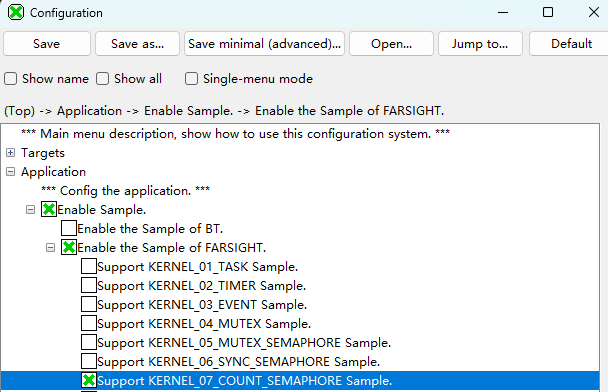 Configuration
Save Save as... Save minimal (advanced)... Open... Jump to... Default
Show name Show all Single-menu mode
(Top) -> Application -> Enable Sample. -> Enable the Sample of FARSIGHT.
*** Main menu description, show how to use this configuration system. ***
Targets
Application
*** Config the application. ***
Enable Sample.
Enable the Sample of BT.
Enable the Sample of FARSIGHT.
Support KERNEL_01_TASK Sample.
Support KERNEL_02_TIMER Sample.
Support KERNEL_03_EVENT Sample.
Support KERNEL_04_MUTEX Sample.
Support KERNEL_05_MUTEX_SEMAPHORE Sample.
Support KERNEL_06_SYNC_SEMAPHORE Sample.
Support KERNEL_07_COUNT_SEMAPHORE Sample.